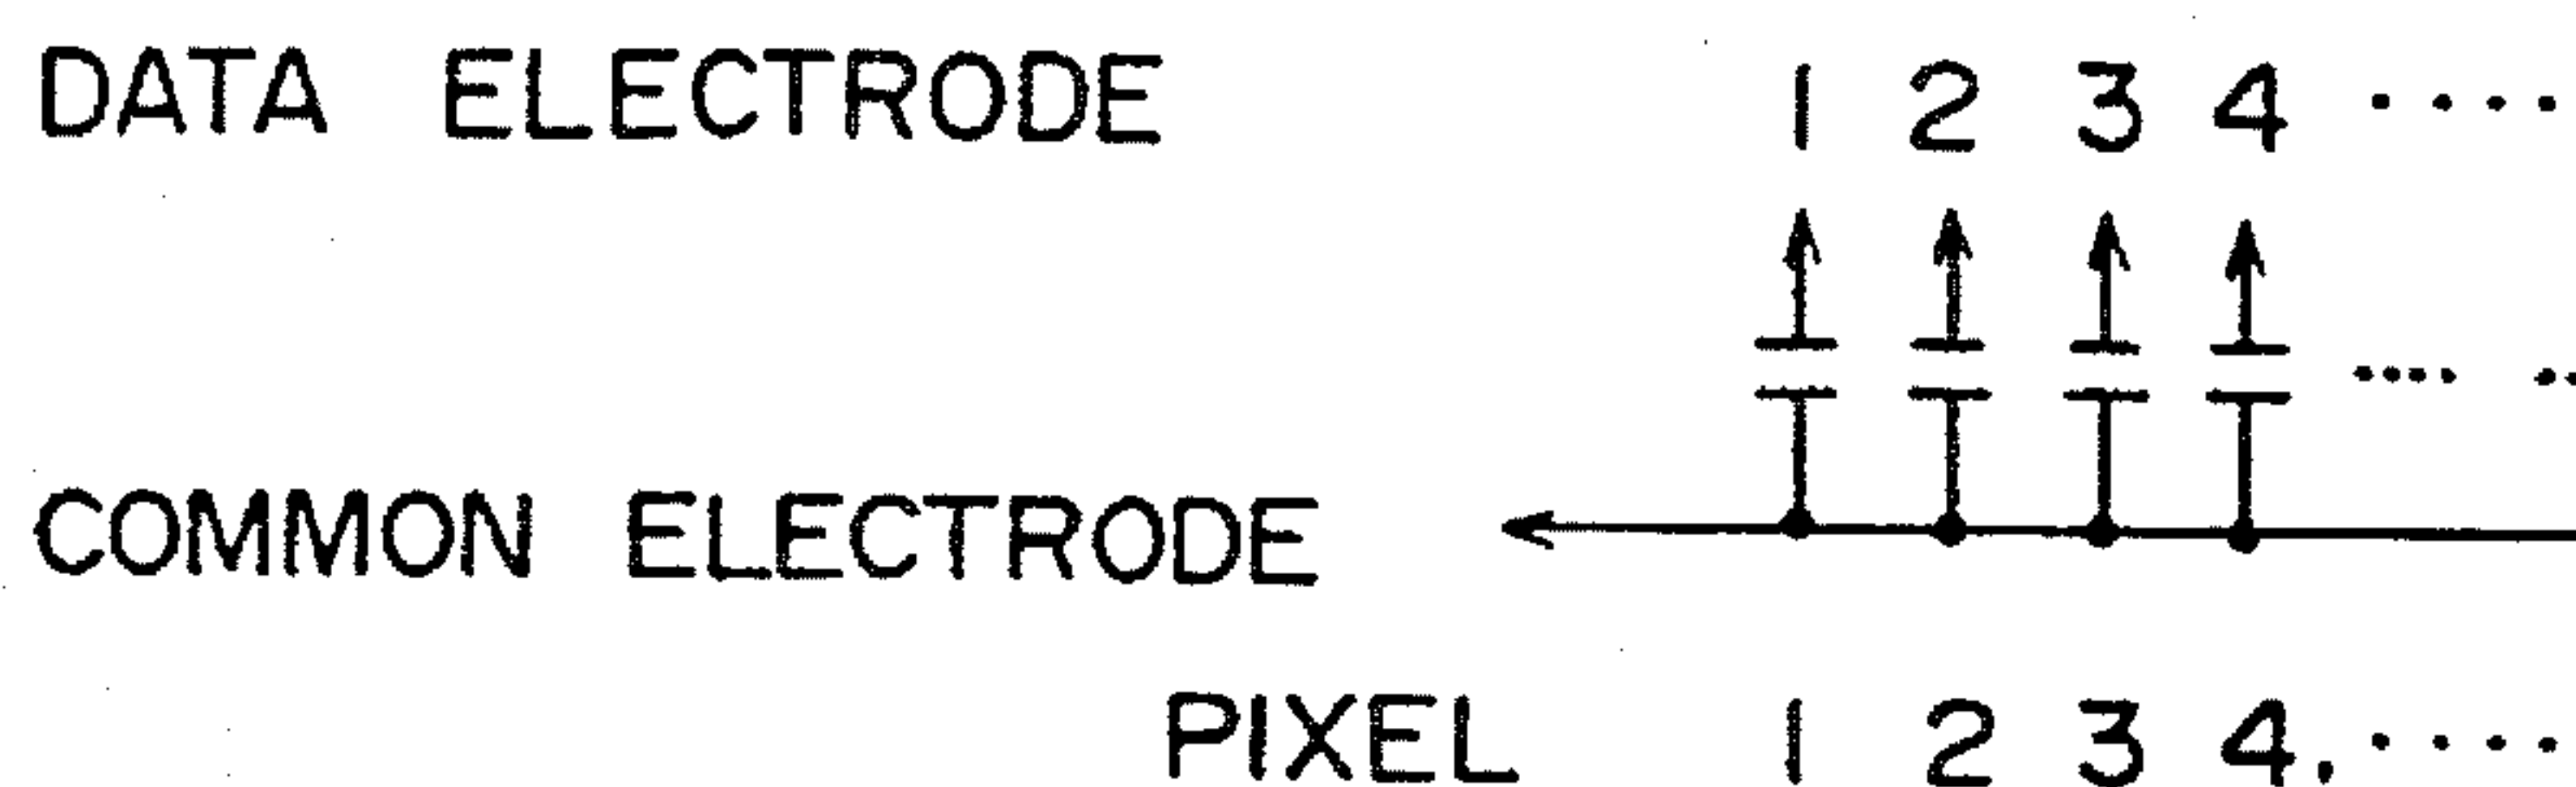 DATA ELECTRODE 1 2 3 4 ....
COMMON ELECTRODE
PIXEL 1 2 3 4. ....